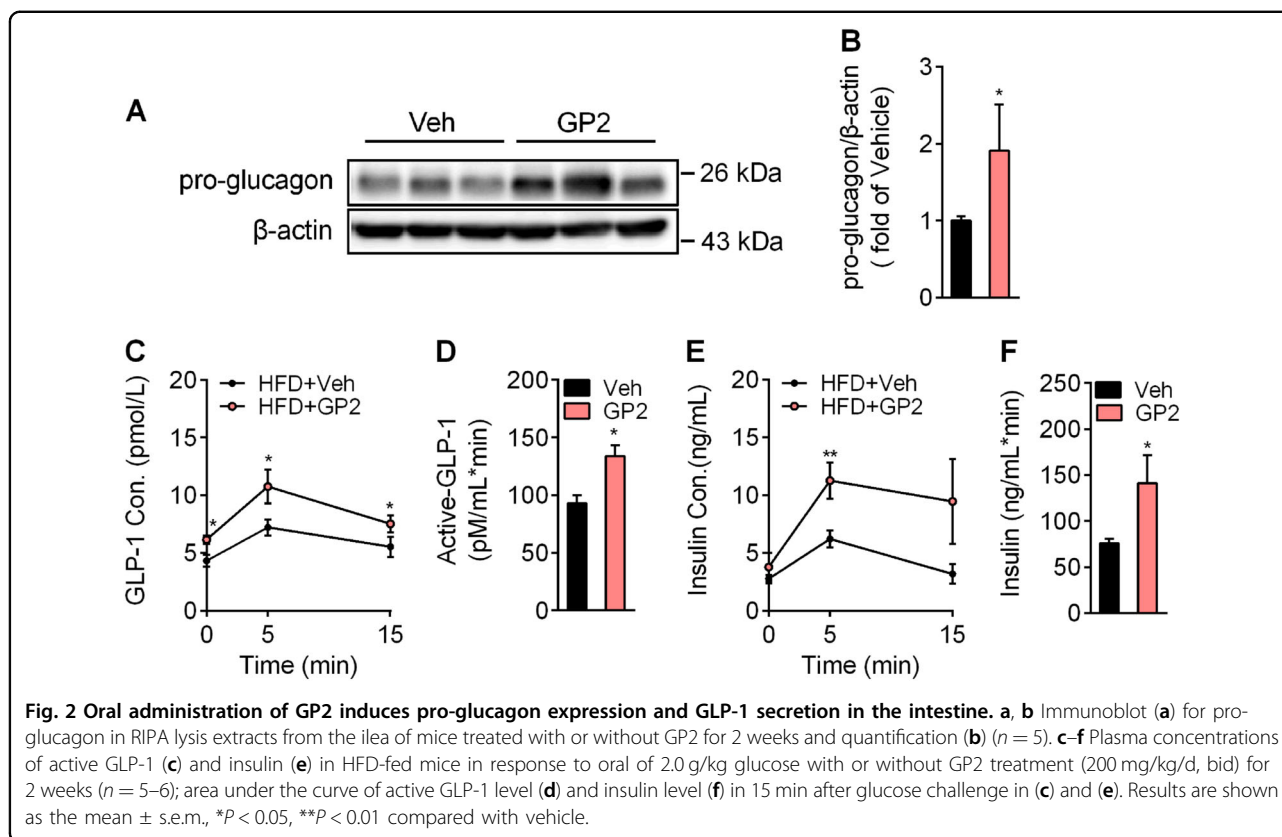 A
Veh GP2
pro-glucagon
26 kDa
β-actin
43 kDa
B
pro-glucagon/β-actin
( fold of Vehicle)
3
2
1
0
*
C
GLP-1 Con. (pmol/L)
20
15
10
5
0
HFD+Veh
HFD+GP2
*
*
*
0 5 15
Time (min)
D
Active-GLP-1
(pM/mL*min)
200
150
100
50
0
Veh
GP2
*
E
Insulin Con.(ng/mL)
20
15
10
5
0
HFD+Veh
HFD+GP2
**
0 5 15
Time (min)
F
Insulin (ng/mL*min)
250
200
150
100
50
0
Veh
GP2
*
Fig. 2 Oral administration of GP2 induces pro-glucagon expression and GLP-1 secretion in the intestine. a, b Immunoblot (a) for pro-
glucagon in RIPA lysis extracts from the ilea of mice treated with or without GP2 for 2 weeks and quantification (b) (n = 5). c–f Plasma concentrations
of active GLP-1 (c) and insulin (e) in HFD-fed mice in response to oral of 2.0 g/kg glucose with or without GP2 treatment (200 mg/kg/d, bid) for
2 weeks (n = 5–6); area under the curve of active GLP-1 level (d) and insulin level (f) in 15 min after glucose challenge in (c) and (e). Results are shown
as the mean ± s.e.m., *P < 0.05, **P < 0.01 compared with vehicle.